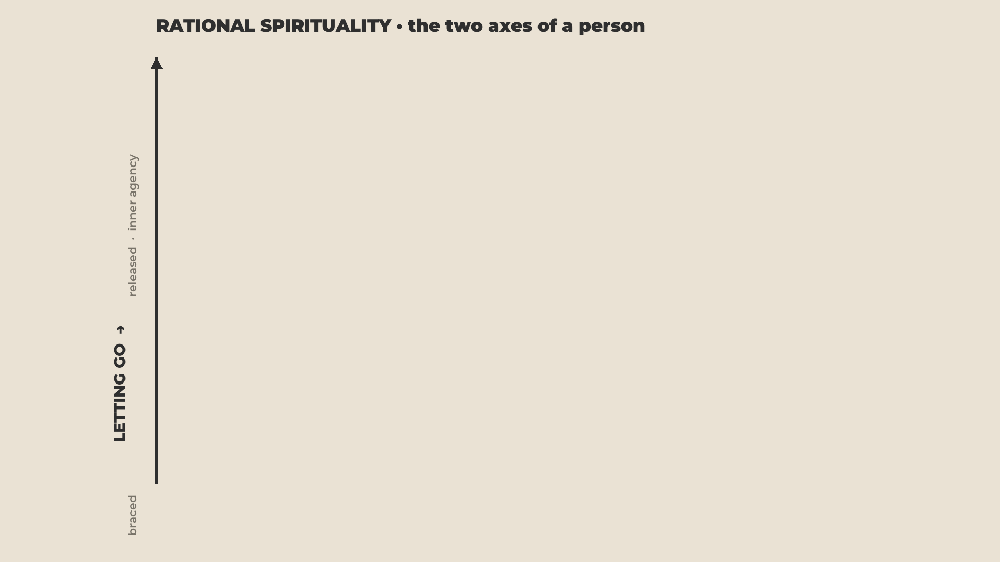 RATIONAL SPIRITUALITY · the two axes of a person
released · inner agency
LETTING GO →
braced